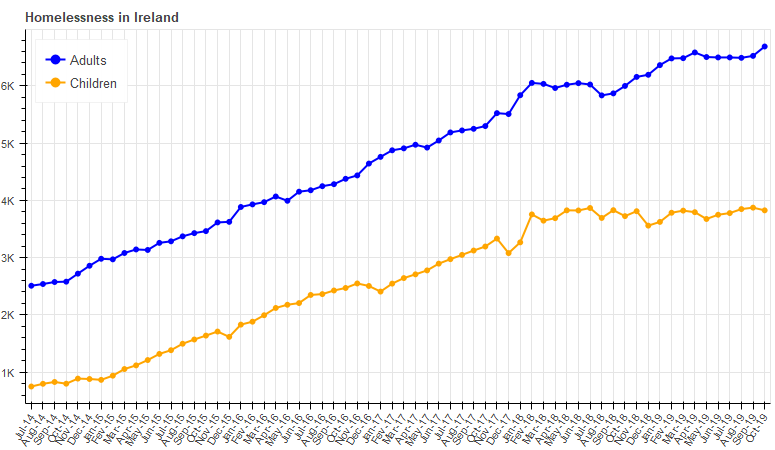 Homelessness in Ireland
Adults
Children
6K
5K
4K
3K
2K
1K
Jul-14
Aug-14
Sep-14
Oct-14
Nov-14
Dec-14
Jan-15
Fev-15
Mar-15
Apr-15
May-15
Jun-15
Jul-15
Aug-15
Sep-15
Oct-15
Nov-15
Dec-15
Jan-16
Fev-16
Mar-16
Apr-16
May-16
Jun-16
Jul-16
Aug-16
Sep-16
Oct-16
Nov-16
Dec-16
Jan-17
Fev-17
Mar-17
Apr-17
May-17
Jun-17
Jul-17
Aug-17
Sep-17
Oct-17
Nov-17
Dec-17
Jan-18
Fev-18
Mar-18
Apr-18
May-18
Jun-18
Jul-18
Aug-18
Sep-18
Oct-18
Nov-18
Dec-18
Jan-19
Fev-19
Mar-19
Apr-19
May-19
Jun-19
Jul-19
Aug-19
Sep-19
Oct-19